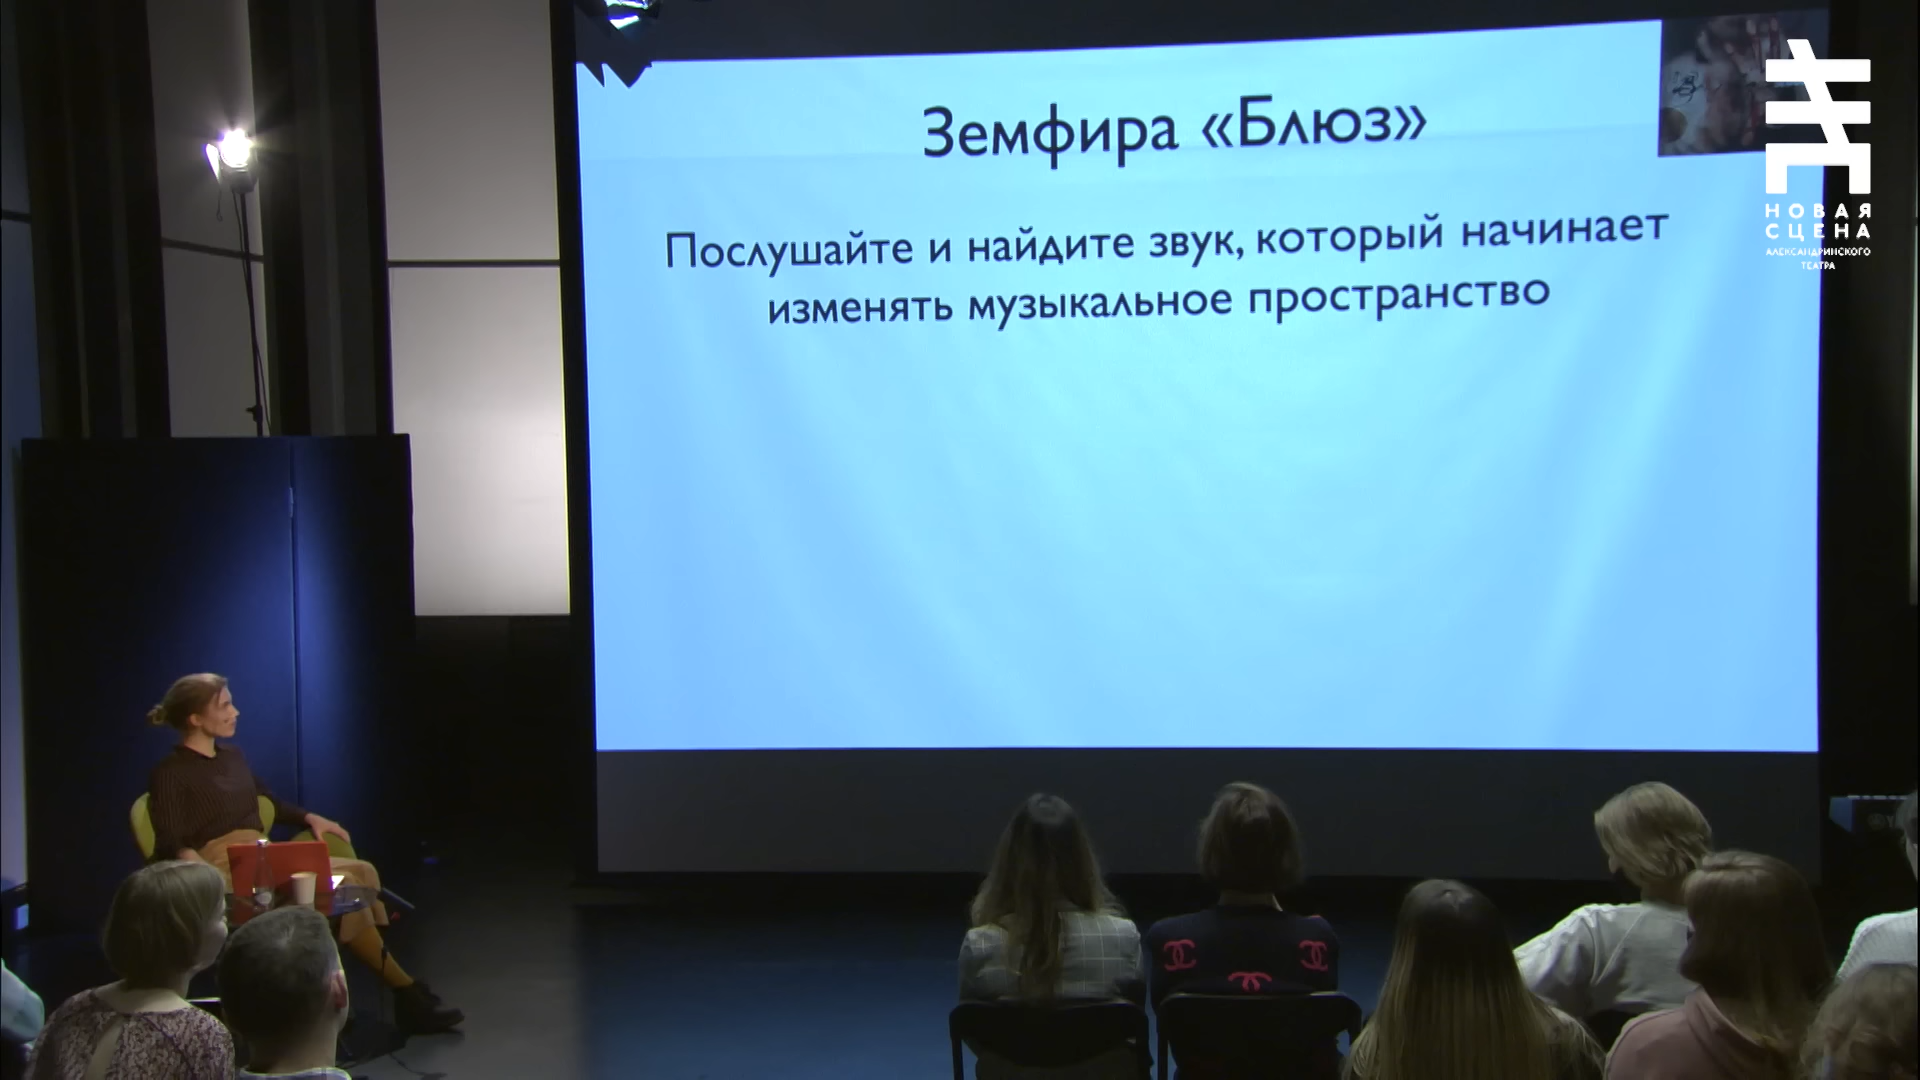 Земфира «Блюз»
Послушайте и найдите звук, который начинает
изменять музыкальное пространство
НОВАЯ
СЦЕНА
АЛЕКСАНДРИНСКОГО
ТЕАТРА